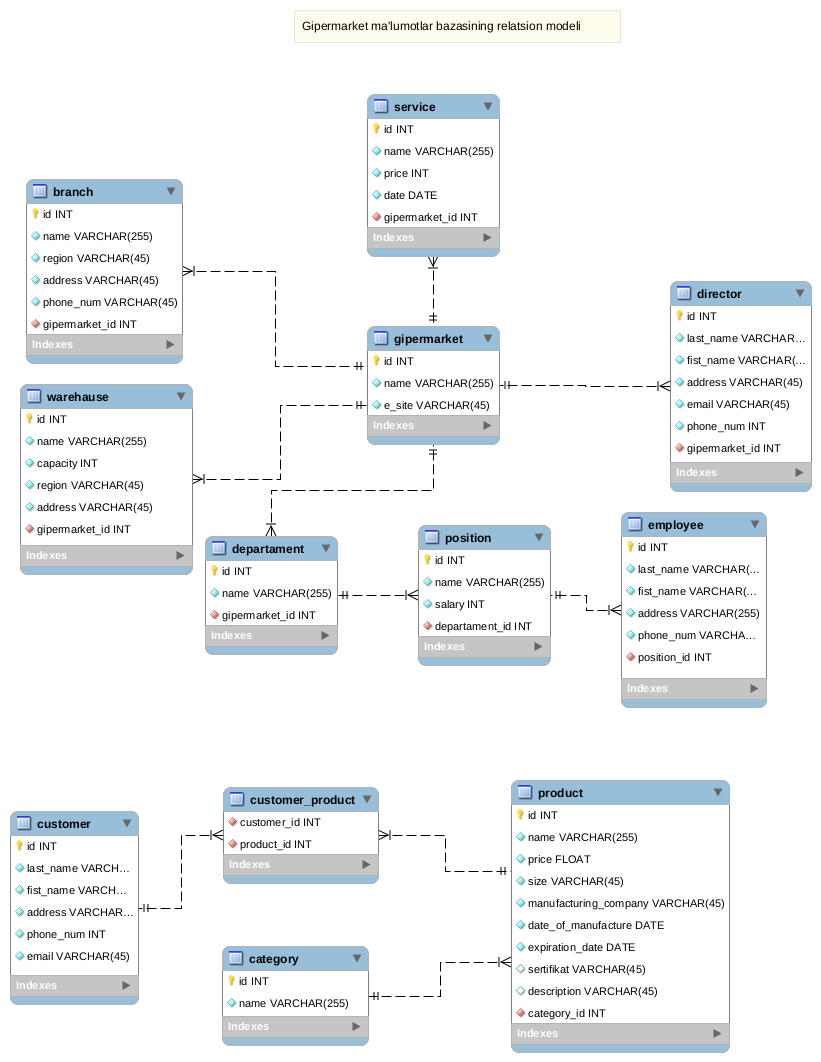 Gipermarket ma'lumotlar bazasining relatsion modeli
service
id INT
name VARCHAR(255)
price INT
date DATE
gipermarket_id INT
Indexes
branch
id INT
name VARCHAR(255)
region VARCHAR(45)
address VARCHAR(45)
phone_num VARCHAR(45)
gipermarket_id INT
Indexes
director
id INT
last_name VARCHAR...
fist_name VARCHAR(...
address VARCHAR(45)
email VARCHAR(45)
phone_num INT
gipermarket_id INT
Indexes
gipermarket
id INT
name VARCHAR(255)
e_site VARCHAR(45)
Indexes
warehause
id INT
name VARCHAR(255)
capacity INT
region VARCHAR(45)
address VARCHAR(45)
gipermarket_id INT
Indexes
departament
id INT
name VARCHAR(255)
gipermarket_id INT
Indexes
position
id INT
name VARCHAR(255)
salary INT
departament_id INT
Indexes
employee
id INT
last_name VARCHAR(...
fist_name VARCHAR(...
address VARCHAR(255)
phone_num VARCHA...
position_id INT
Indexes
customer
id INT
last_name VARCH...
fist_name VARCH...
address VARCHAR...
phone_num INT
email VARCHAR(45)
Indexes
customer_product
customer_id INT
product_id INT
Indexes
category
id INT
name VARCHAR(255)
Indexes
product
id INT
name VARCHAR(255)
price FLOAT
size VARCHAR(45)
manufacturing_company VARCHAR(45)
date_of_manufacture DATE
expiration_date DATE
sertifikat VARCHAR(45)
description VARCHAR(45)
category_id INT
Indexes